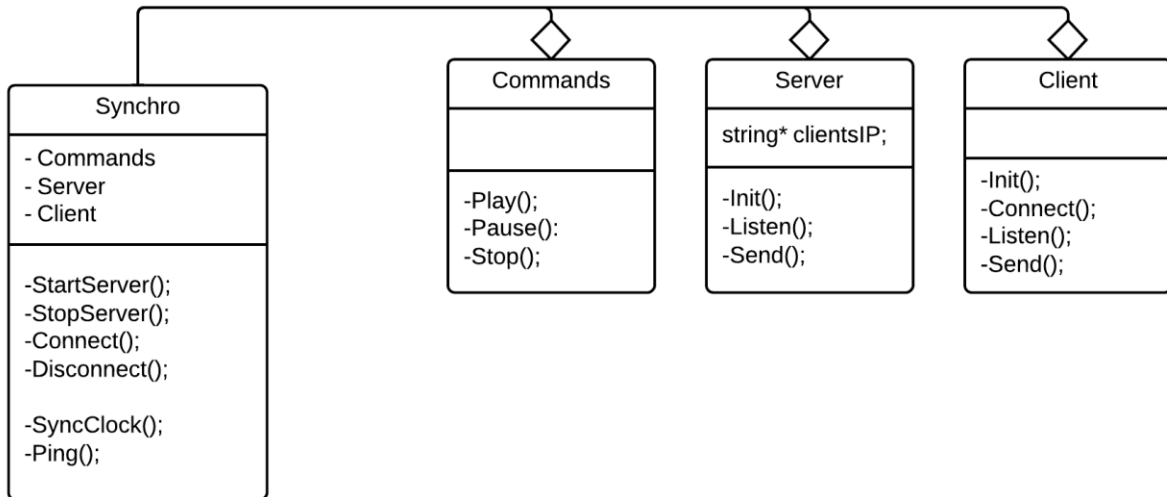 Synchro
- Commands
- Server
- Client
-StartServer();
-StopServer();
-Connect();
-Disconnect();
-SyncClock();
-Ping();
Commands
-Play();
-Pause():
-Stop();
Server
string* clientsIP;
-Init();
-Listen();
-Send();
Client
-Init();
-Connect();
-Listen();
-Send();